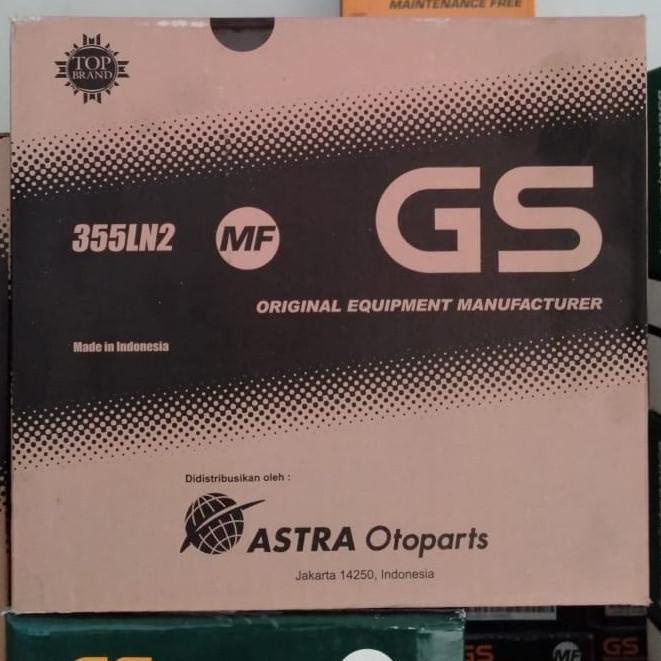 MAINTENANCE FREE
TOP
BRAND
355LN2
MF
GS
ORIGINAL EQUIPMENT MANUFACTURER
Made in Indonesia
Didistribusikan oleh :
ASTRA Otoparts
Jakarta 14250, Indonesia
GS
MF
GS